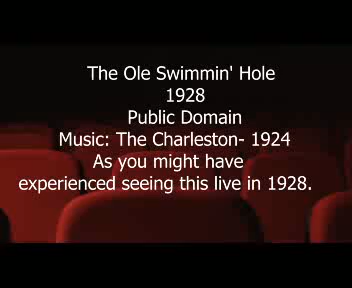 The Ole Swimmin' Hole
1928
Public Domain
Music: The Charleston- 1924
As you might have
experienced seeing this live in 1928.